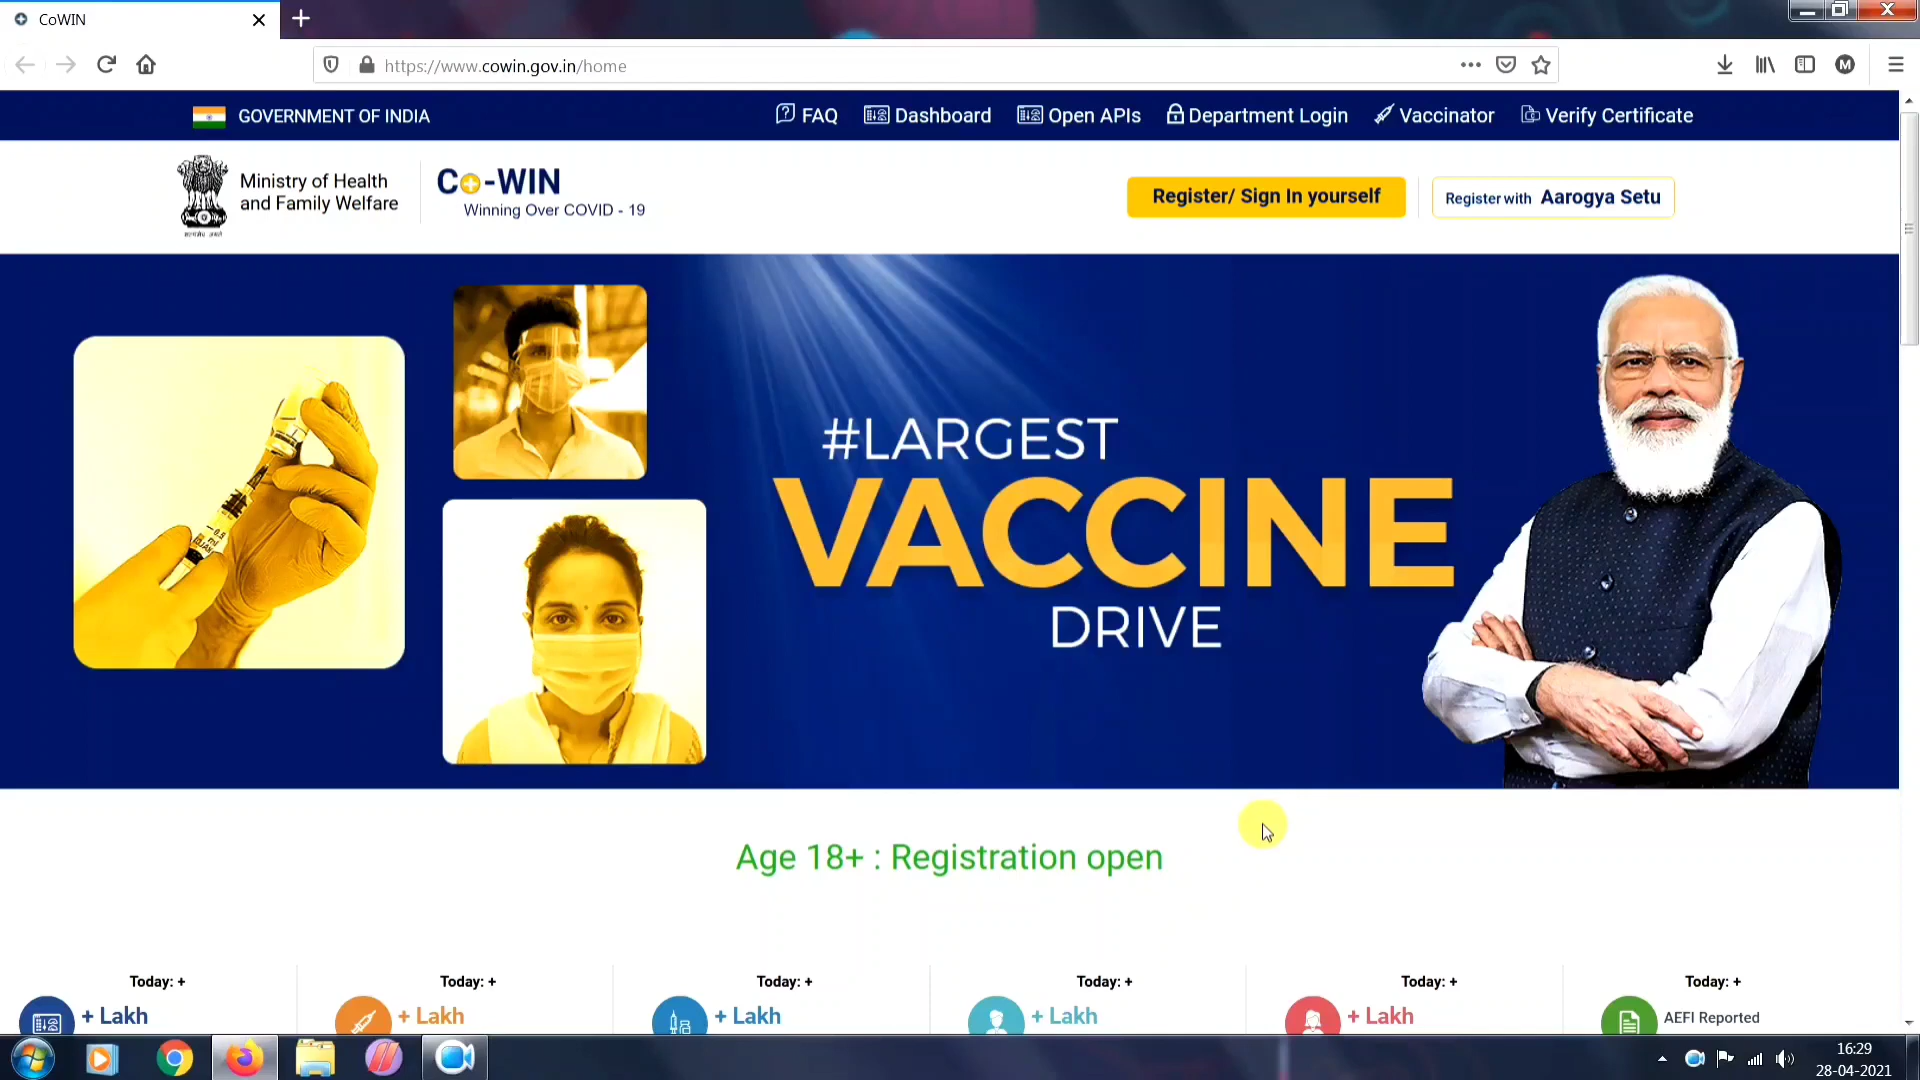 CoWIN
https://www.cowin.gov.in/home
M
GOVERNMENT OF INDIA
FAQ
Dashboard
Open APIs
Department Login
Vaccinator
Verify Certificate
Ministry of Health
and Family Welfare
Co-WIN
Winning Over COVID - 19
Register/ Sign In yourself
Register with Aarogya Setu
#LARGEST
VACCINE
DRIVE
Age 18+ : Registration open
Today: +
+ Lakh
Today: +
+ Lakh
Today: +
+ Lakh
Today: +
+ Lakh
Today: +
+ Lakh
Today: +
AEFI Reported
16:29
28-04-2021